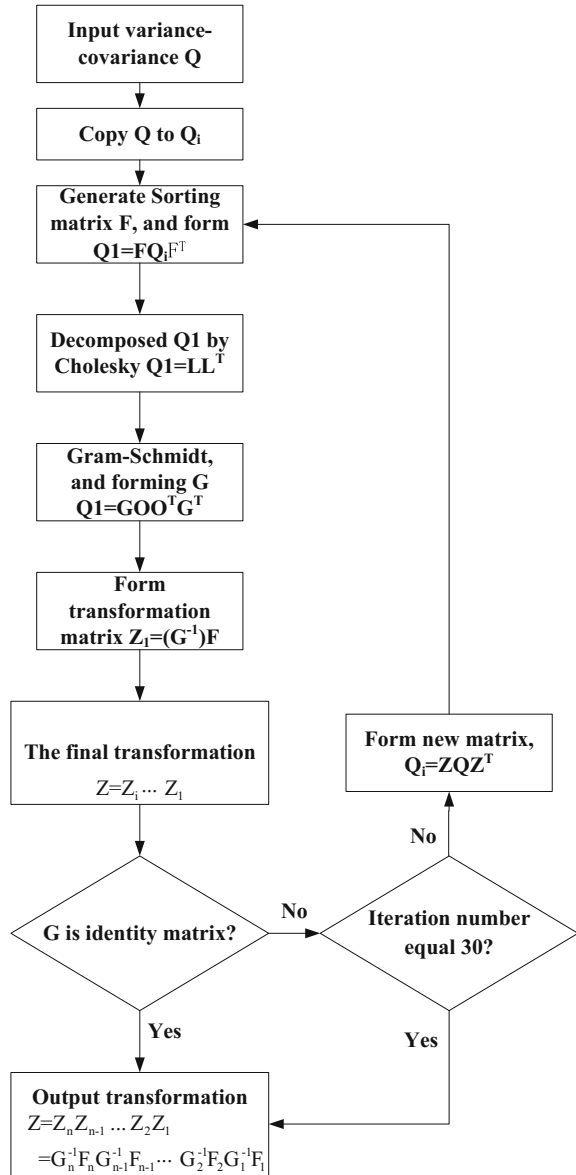 Input variance-
covariance Q
Copy Q to Qᵢ
Generate Sorting
matrix F, and form
Q1=FQᵢFᵀ
Decomposed Q1 by
Cholesky Q1=LLᵀ
Gram-Schmidt,
and forming G
Q1=GOOᵀGᵀ
Form
transformation
matrix Z₁=(G⁻¹)F
The final transformation
Z=Zᵢ ··· Z₁
Form new matrix,
Qᵢ=ZQZᵀ
No
G is identity matrix?
No
Iteration number
equal 30?
Yes
Yes
Output transformation
Z=ZₙZₙ₋₁ ... Z₂Z₁
=Gₙ⁻¹FₙGₙ₋₁⁻¹Fₙ₋₁··· G₂⁻¹F₂G₁⁻¹F₁